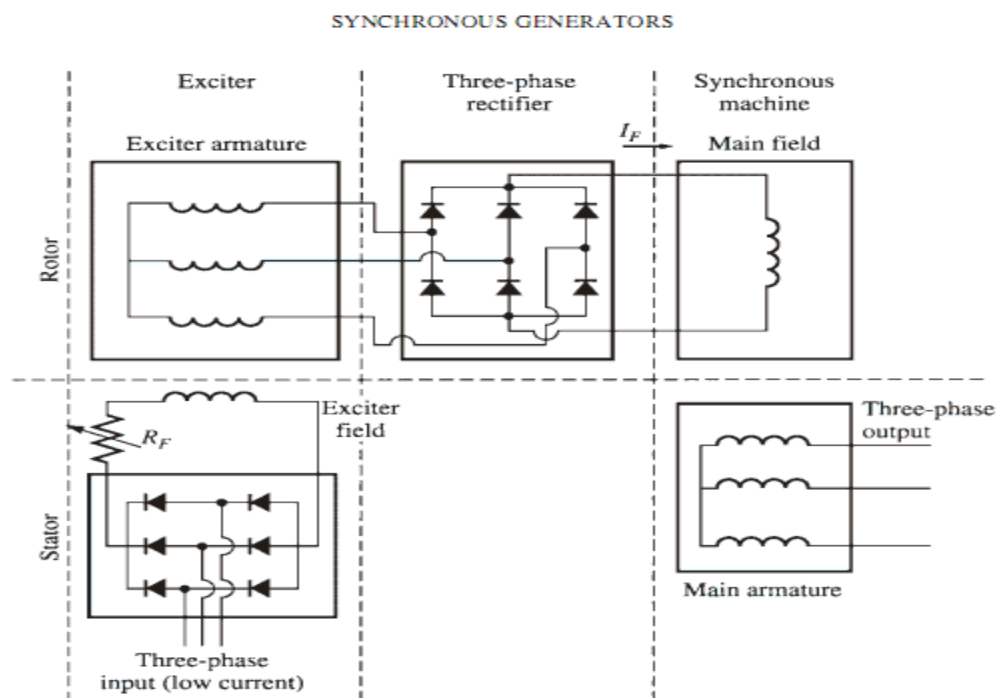 SYNCHRONOUS GENERATORS
Exciter
Three-phase
rectifier
Synchronous
machine
Exciter armature
I_F
Main field
Rotor
Exciter
field
R_F
Three-phase
output
Stator
Main armature
Three-phase
input (low current)